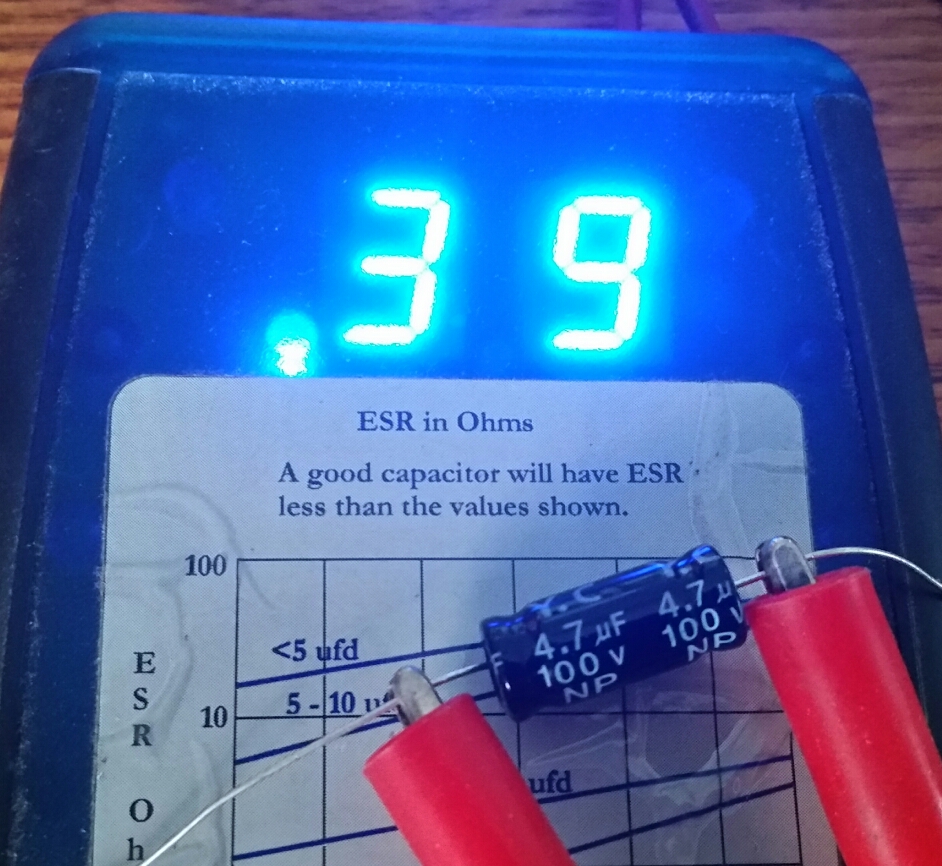 .39
ESR in Ohms
A good capacitor will have ESR
less than the values shown.
100
<5 ufd
5 - 10
10
ufd
E
S
R
O
h
4.7 µF
100 V
NP
4.7 µ
100 V
NP
F